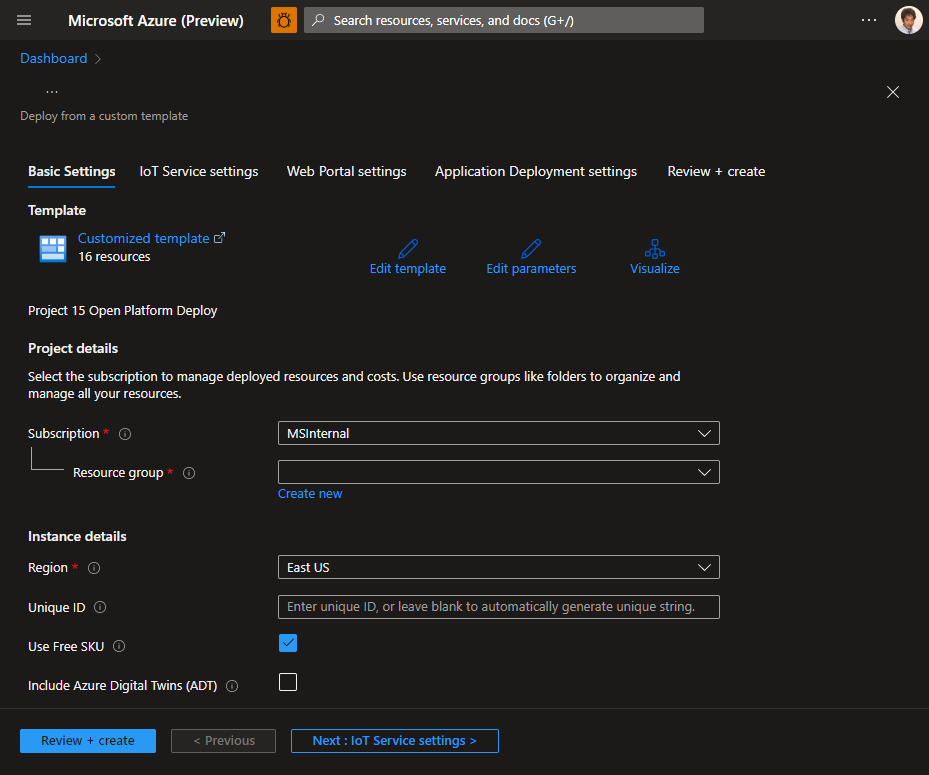 Microsoft Azure (Preview)
Search resources, services, and docs (G+/)
...
Dashboard >
...
Deploy from a custom template
Basic Settings
IoT Service settings
Web Portal settings
Application Deployment settings
Review + create
Template
Customized template
16 resources
Edit template
Edit parameters
Visualize
Project 15 Open Platform Deploy
Project details
Select the subscription to manage deployed resources and costs. Use resource groups like folders to organize and
manage all your resources.
Subscription *
MSInternal
Resource group *
Create new
Instance details
Region *
East US
Unique ID
Enter unique ID, or leave blank to automatically generate unique string.
Use Free SKU
Include Azure Digital Twins (ADT)
Review + create
< Previous
Next : IoT Service settings >